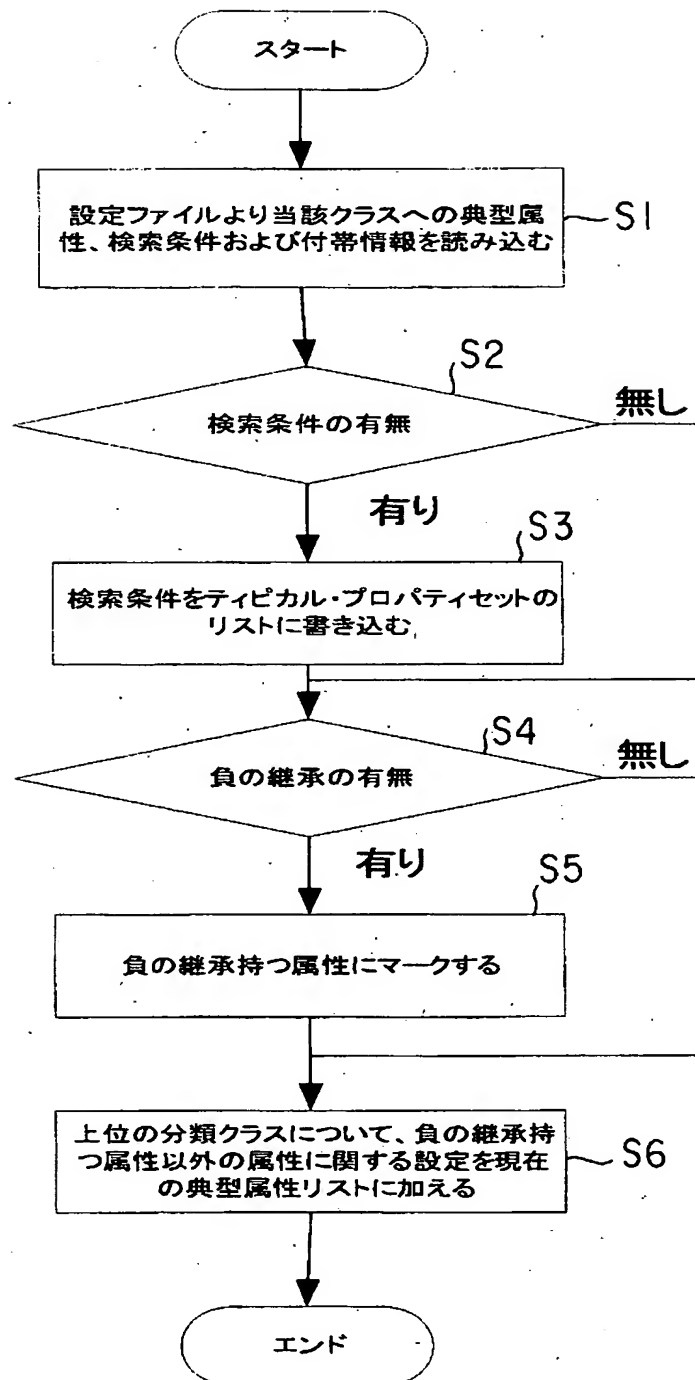 スタート
設定ファイルより当該クラスへの典型属
性、検索条件および付帯情報を読み込む
S1
S2
検索条件の有無
無し
有り
S3
検索条件をティピカル・プロパティセットの
リストに書き込む
S4
負の継承の有無
無し
有り
S5
負の継承持つ属性にマークする
上位の分類クラスについて、負の継承持
つ属性以外の属性に関する設定を現在
の典型属性リストに加える
S6
エンド